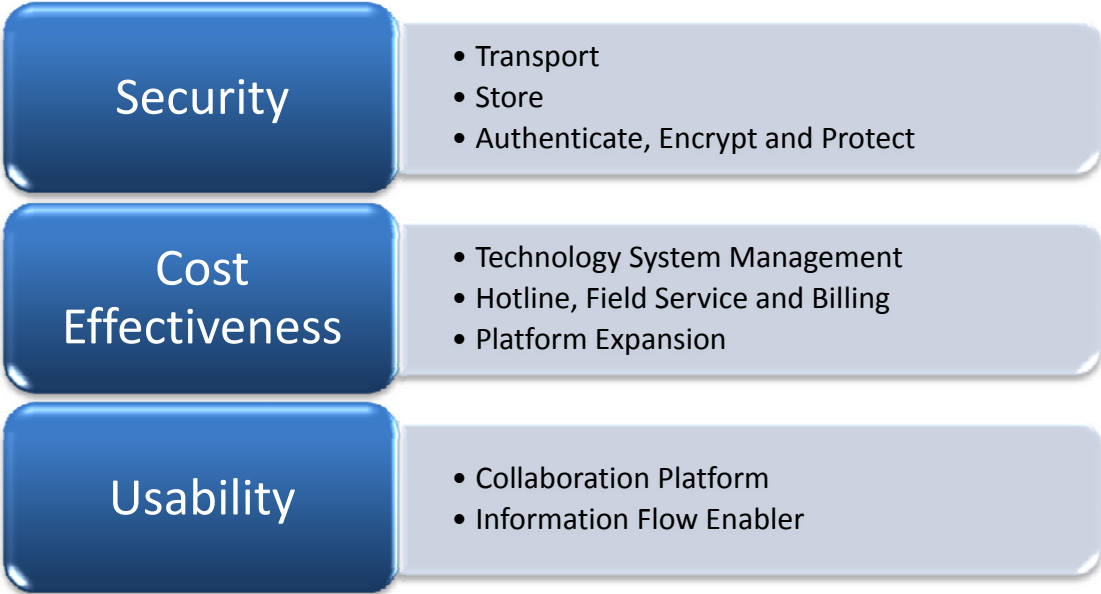 Security
• Transport
• Store
• Authenticate, Encrypt and Protect
Cost
Effectiveness
• Technology System Management
• Hotline, Field Service and Billing
• Platform Expansion
Usability
• Collaboration Platform
• Information Flow Enabler